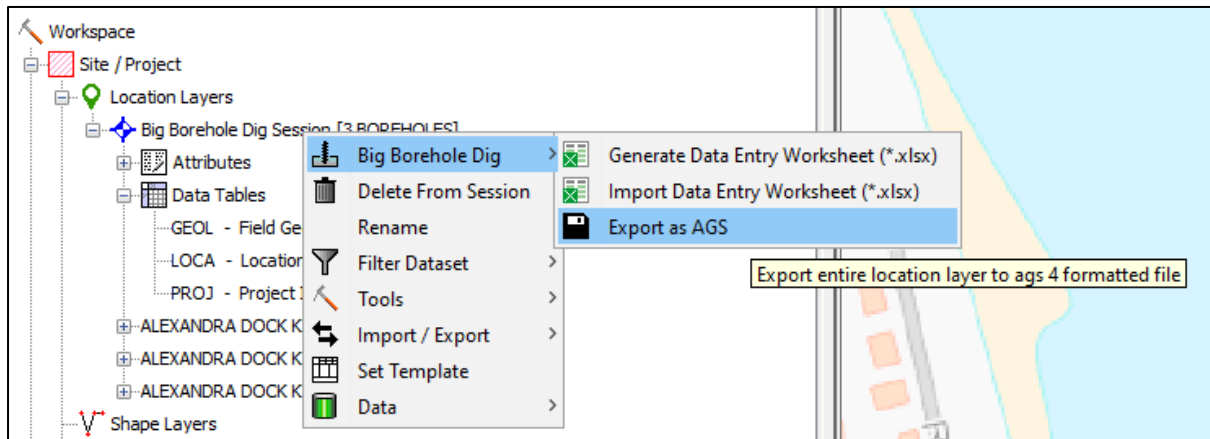 Workspace
Site / Project
Location Layers
Big Borehole Dig Session [3 BOREHOLES]
Attributes
Data Tables
GEOL - Field Ge
LOCA - Location
PROJ - Project I
ALEXANDRA DOCK K
ALEXANDRA DOCK K
ALEXANDRA DOCK K
Shape Layers
Big Borehole Dig
Delete From Session
Rename
Filter Dataset
Tools
Import / Export
Set Template
Data
Generate Data Entry Worksheet (*.xlsx)
Import Data Entry Worksheet (*.xlsx)
Export as AGS
Export entire location layer to ags 4 formatted file